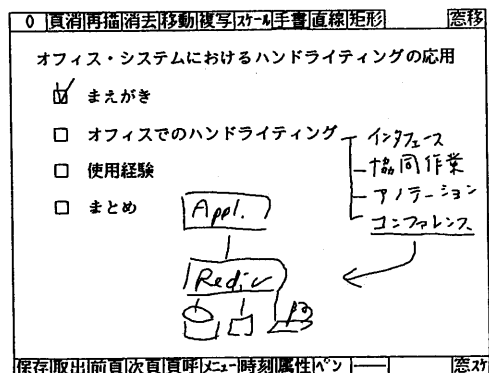 0 頁消 再描 消去 移動 複写 スケール 手書 直線 矩形 窓移
オフィス・システムにおけるハンドライティングの応用
まえがき
オフィスでのハンドライティング
インタフェース
協同作業
アノテーション
コンファレンス
使用経験
まとめ
Appl.
Redir
保存 取出 前頁 次頁 頁呼 メニュー 時刻 属性 ペン 窓スケ